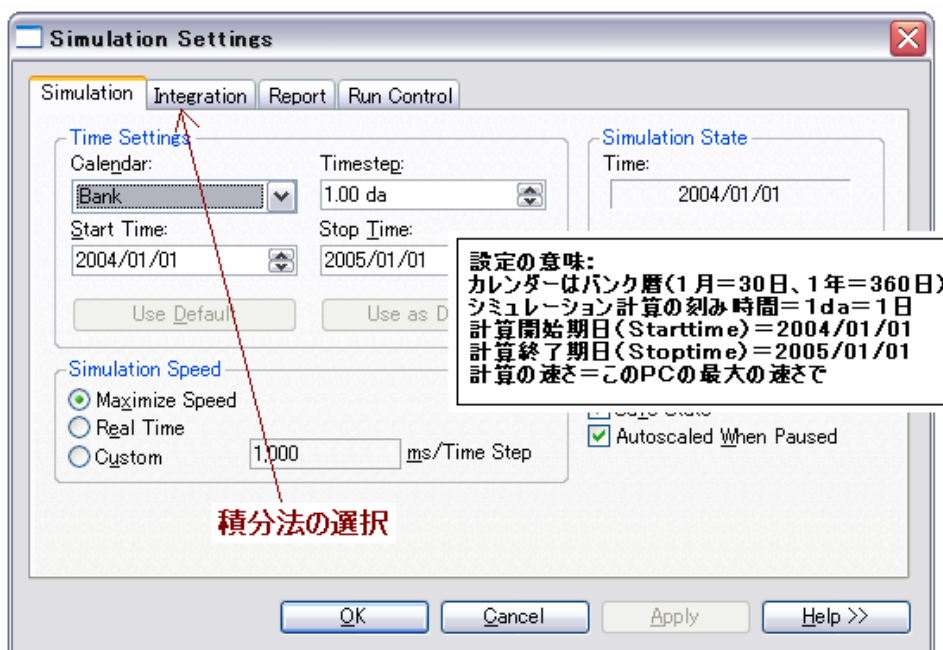 Simulation Settings
Simulation Integration Report Run Control
Time Settings
Calendar:
Timestep:
Bank
1.00 da
Start Time:
Stop Time:
2004/01/01
2005/01/01
Use Default
Use as D
Simulation State
Time:
2004/01/01
設定の意味:
カレンダーはバンク暦(1月=30日、1年=360日)
シミュレーション計算の刻み時間=1da=1日
計算開始期日(Starttime)=2004/01/01
計算終了期日(Stoptime)=2005/01/01
計算の速さ=このPCの最大の速さで
Simulation Speed
Maximize Speed
Real Time
Custom
1,000
ms/Time Step
Autoscaled When Paused
積分法の選択
OK
Cancel
Apply
Help >>